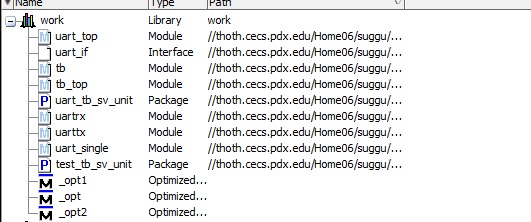 Name Type Path
work Library work
uart_top Module //thoth.cecs.pdx.edu/Home06/suggu/...
uart_if Interface //thoth.cecs.pdx.edu/Home06/suggu/...
tb Module //thoth.cecs.pdx.edu/Home06/suggu/...
tb_top Module //thoth.cecs.pdx.edu/Home06/suggu/...
uart_tb_sv_unit Package //thoth.cecs.pdx.edu/Home06/suggu/...
uartrx Module //thoth.cecs.pdx.edu/Home06/suggu/...
uarttx Module //thoth.cecs.pdx.edu/Home06/suggu/...
uart_single Module //thoth.cecs.pdx.edu/Home06/suggu/...
test_tb_sv_unit Package //thoth.cecs.pdx.edu/Home06/suggu/...
_opt1 Optimized...
_opt Optimized...
_opt2 Optimized...